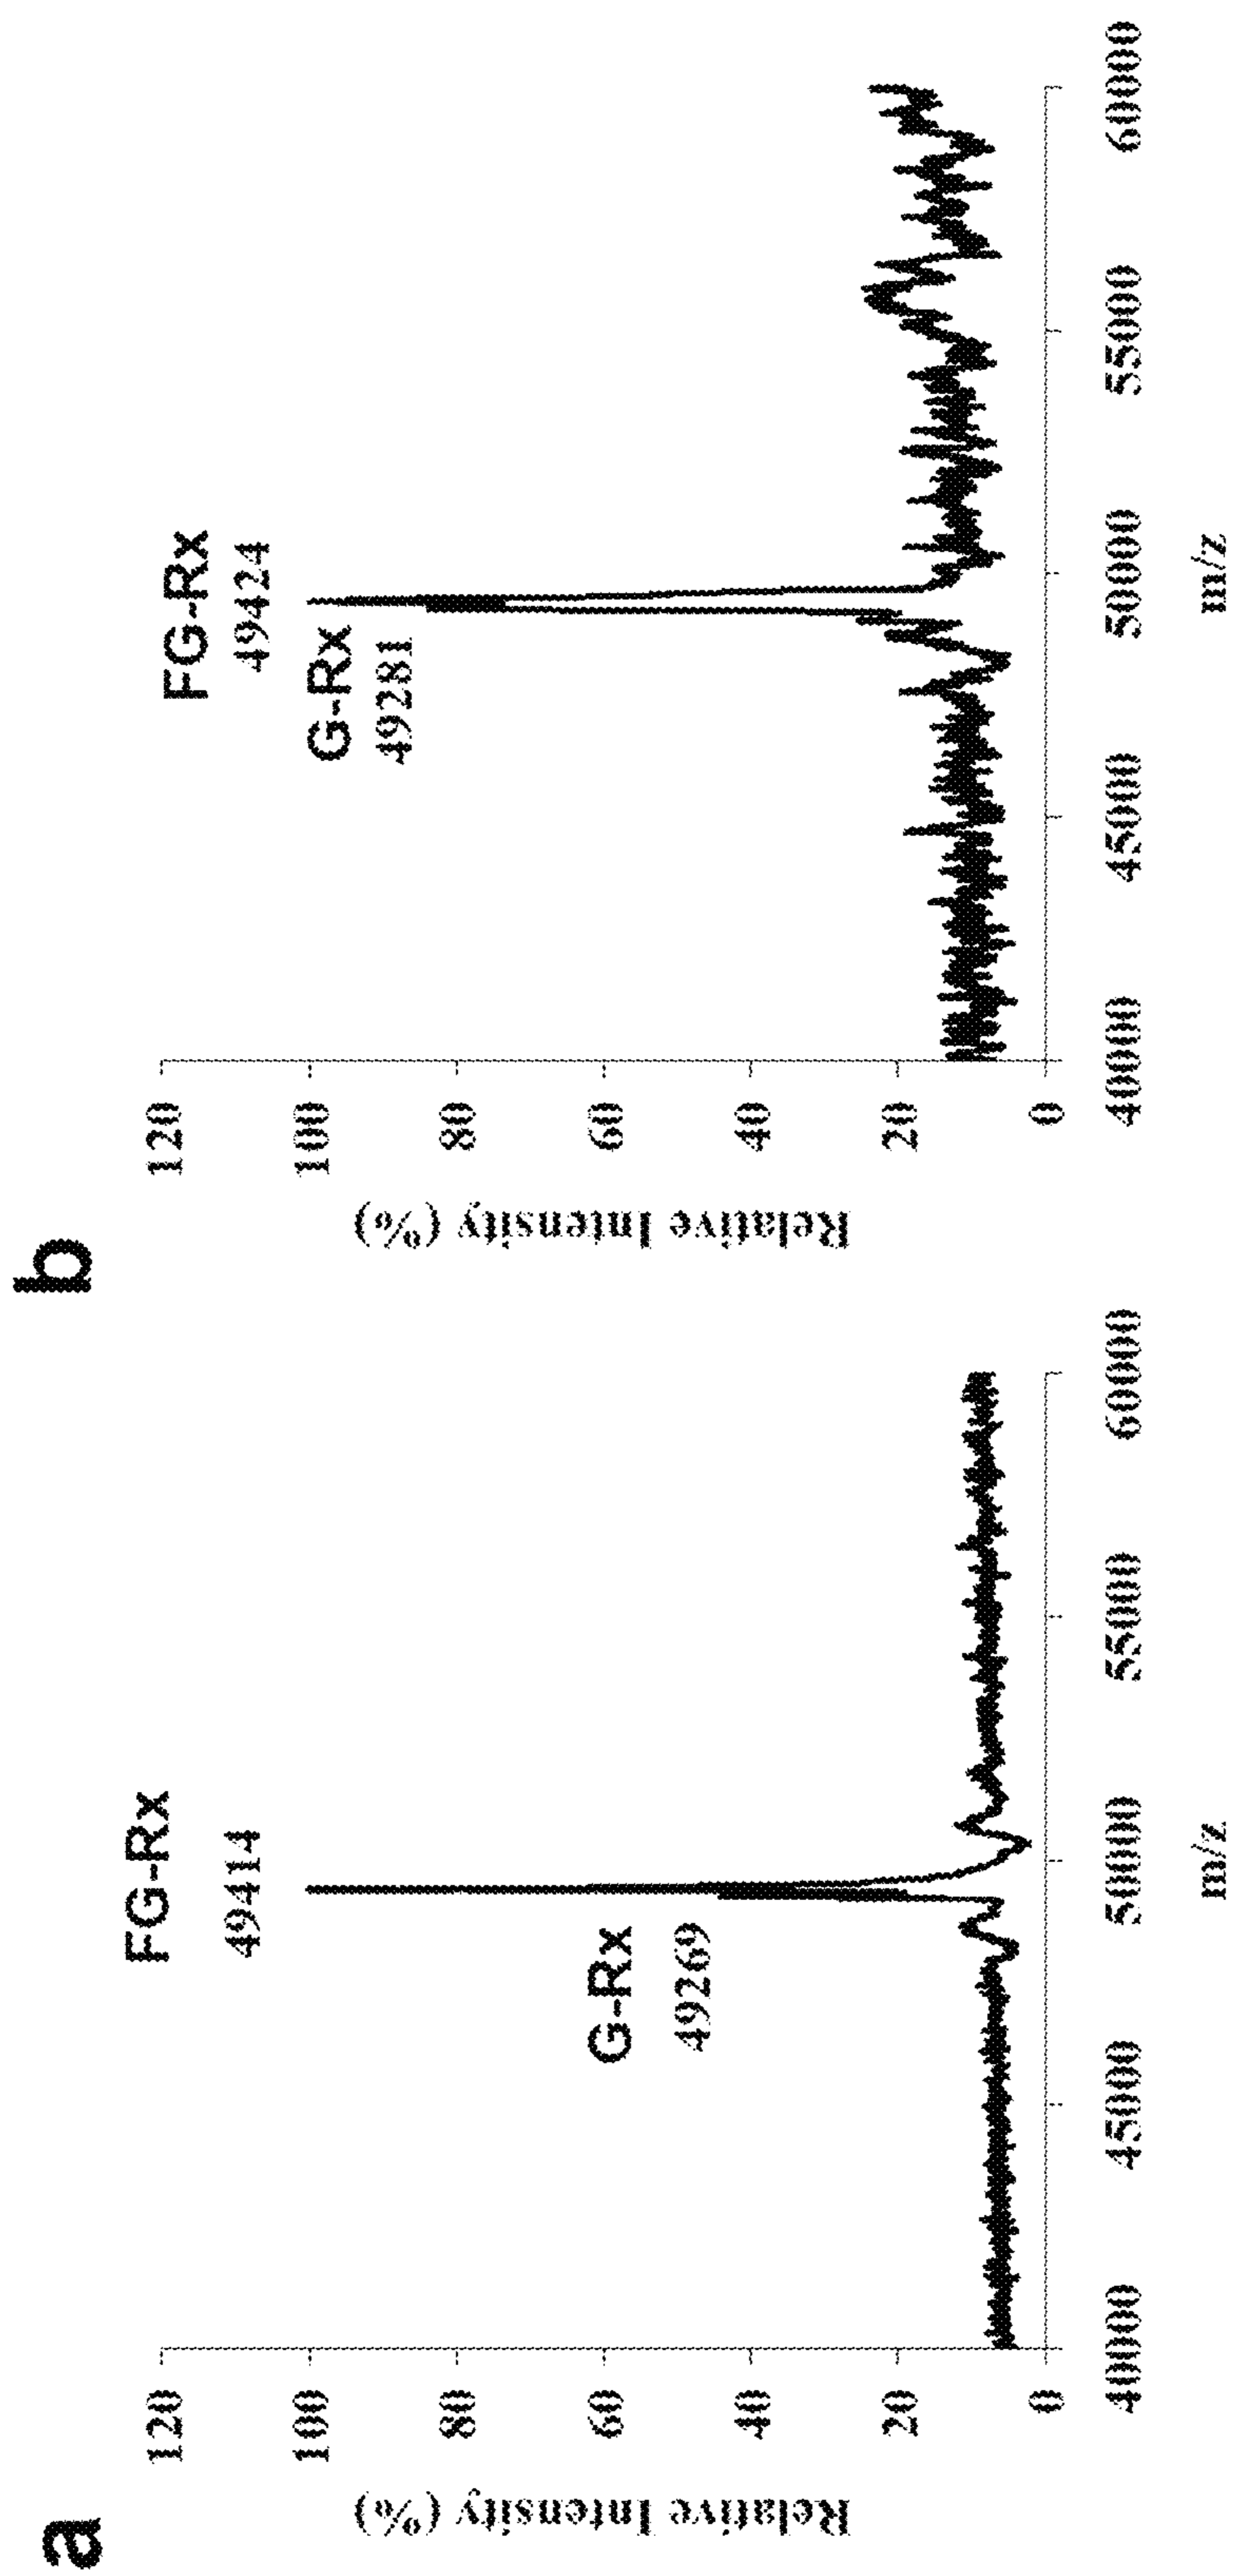 a
FG-Rx
49414
G-Rx
49269
120
100
80
60
40
20
0
Relative Intensity (%)
40000 45000 50000 55000 60000
m/z
b
FG-Rx
49424
G-Rx
49281
120
100
80
60
40
20
0
Relative Intensity (%)
40000 45000 50000 55000 60000
m/z